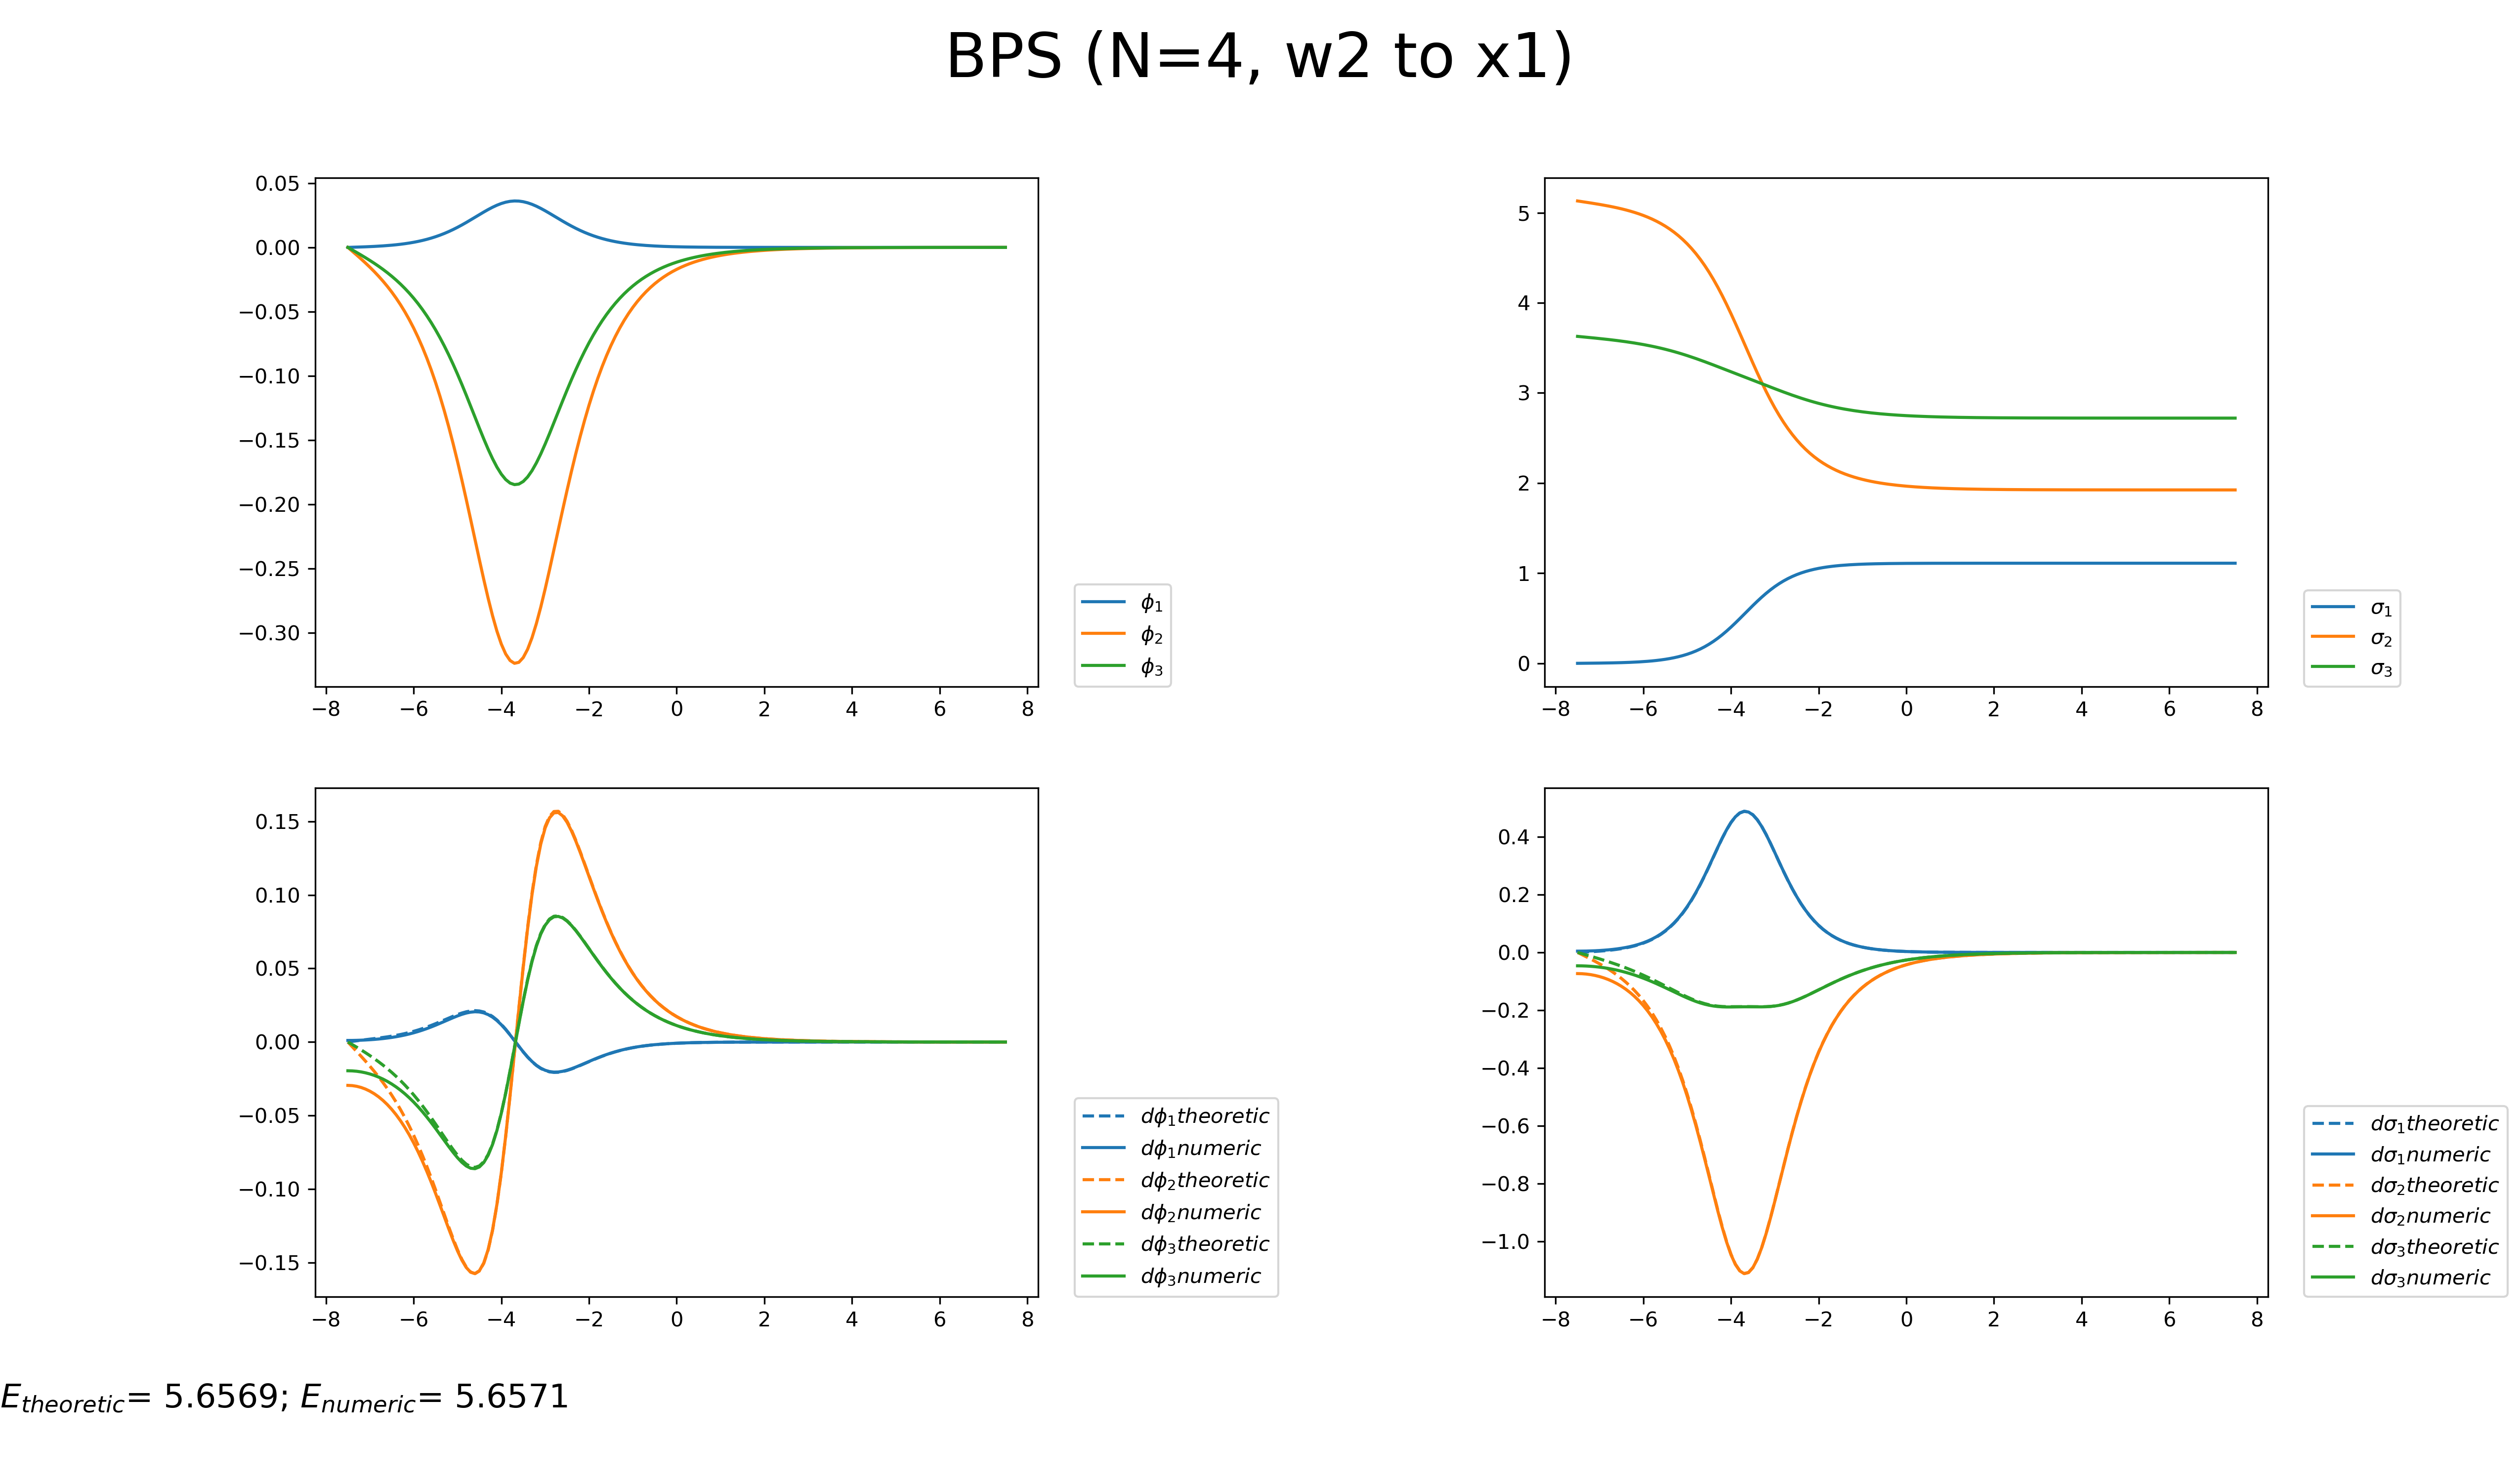 BPS (N=4, w2 to x1)
0.05
0.00
−0.05
−0.10
−0.15
−0.20
−0.25
−0.30
−8 −6 −4 −2 0 2 4 6 8
ϕ₁
ϕ₂
ϕ₃
5
4
3
2
1
0
−8 −6 −4 −2 0 2 4 6 8
σ₁
σ₂
σ₃
0.15
0.10
0.05
0.00
−0.05
−0.10
−0.15
−8 −6 −4 −2 0 2 4 6 8
dϕ₁theoretic
dϕ₁numeric
dϕ₂theoretic
dϕ₂numeric
dϕ₃theoretic
dϕ₃numeric
0.4
0.2
0.0
−0.2
−0.4
−0.6
−0.8
−1.0
−8 −6 −4 −2 0 2 4 6 8
dσ₁theoretic
dσ₁numeric
dσ₂theoretic
dσ₂numeric
dσ₃theoretic
dσ₃numeric
E_theoretic= 5.6569; E_numeric= 5.6571